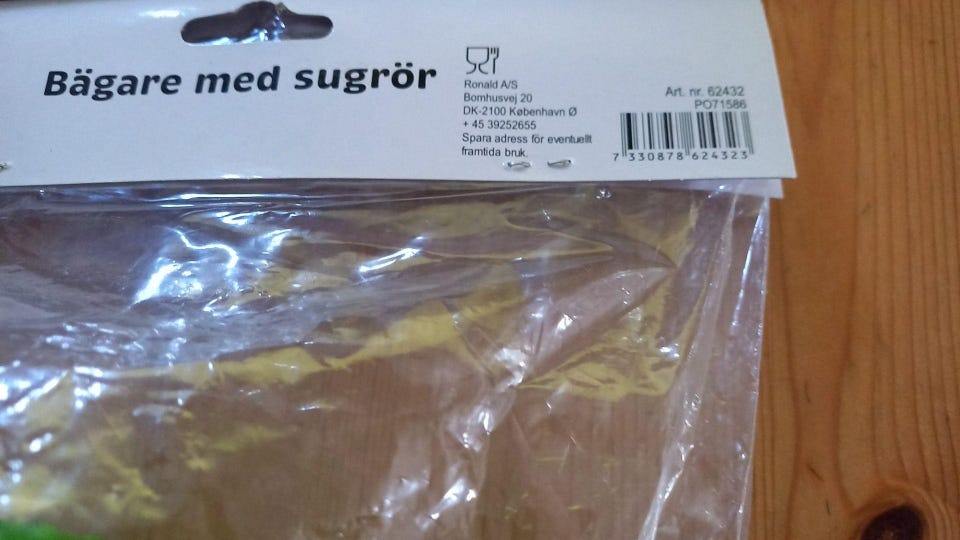 Bägare med sugrör
Ronald A/S
Bomhusvej 20
DK-2100 København Ø
+ 45 39252655
Spara adress för eventuellt
framtida bruk.
Art. nr. 62432
PO71586
7 330878 624323